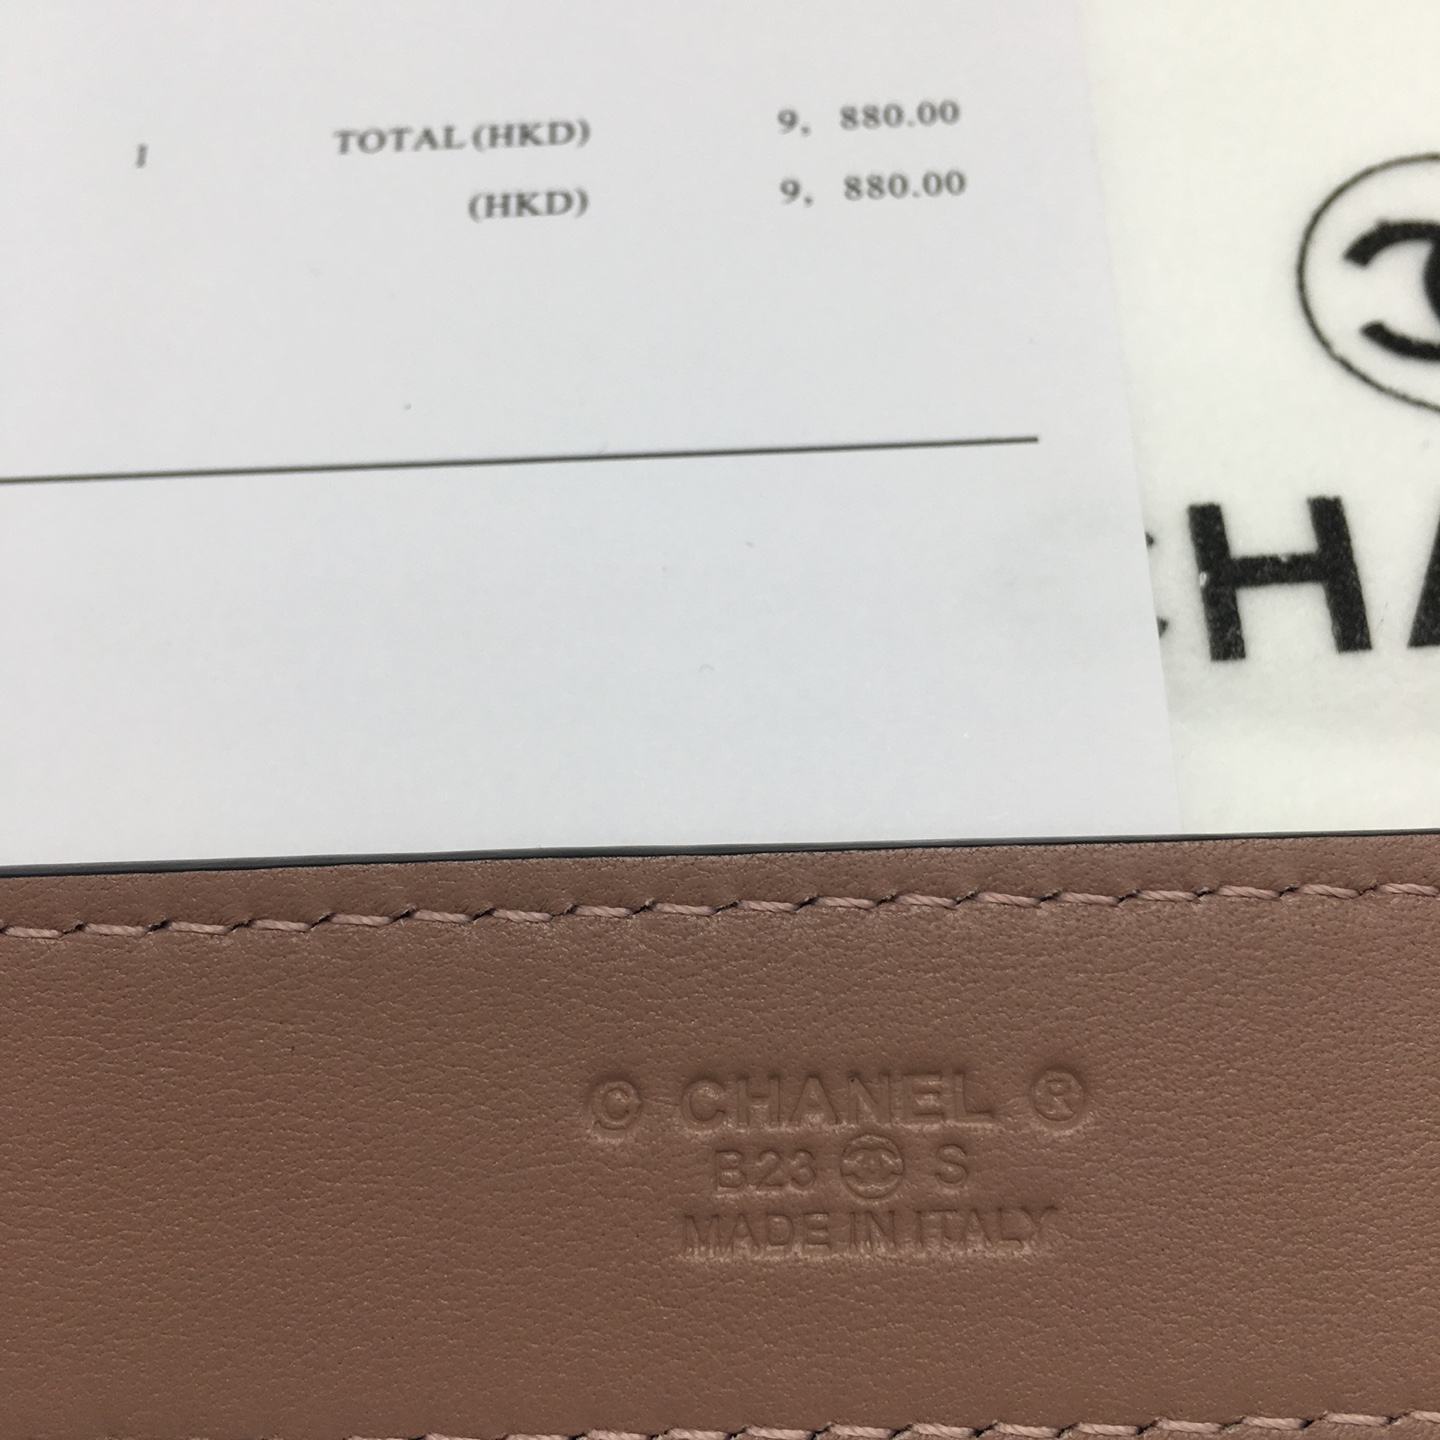 1 TOTAL(HKD) 9, 880.00
(HKD) 9, 880.00
CHA
© CHANEL ®
B23 S
MADE IN ITALY